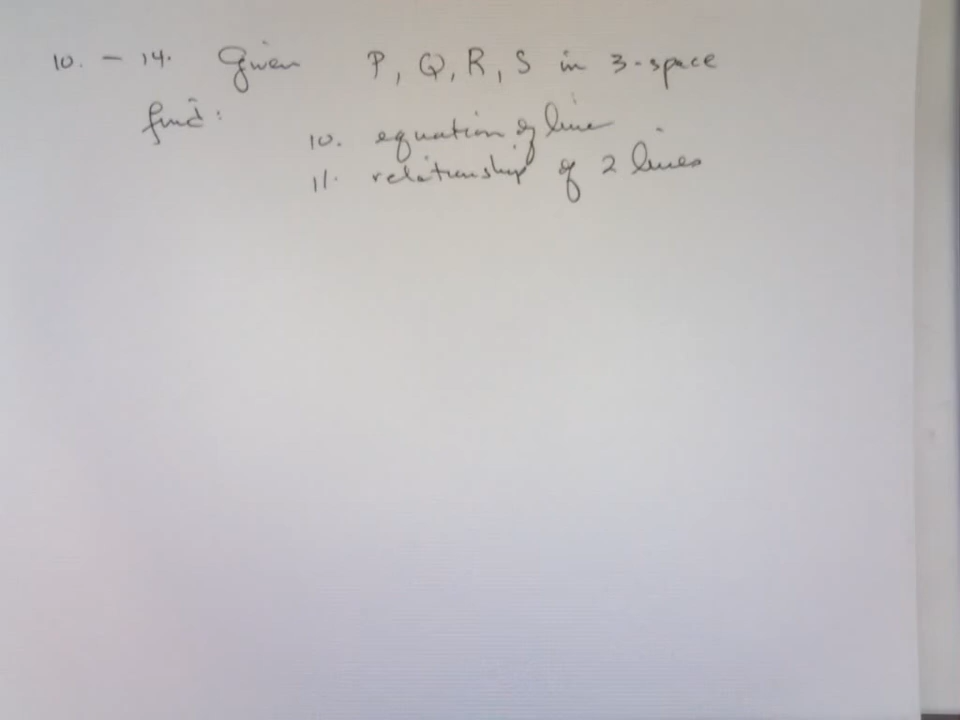 10. - 14. Given P, Q, R, S in 3-space
find:
10. equation of line
11. relationship of 2 lines